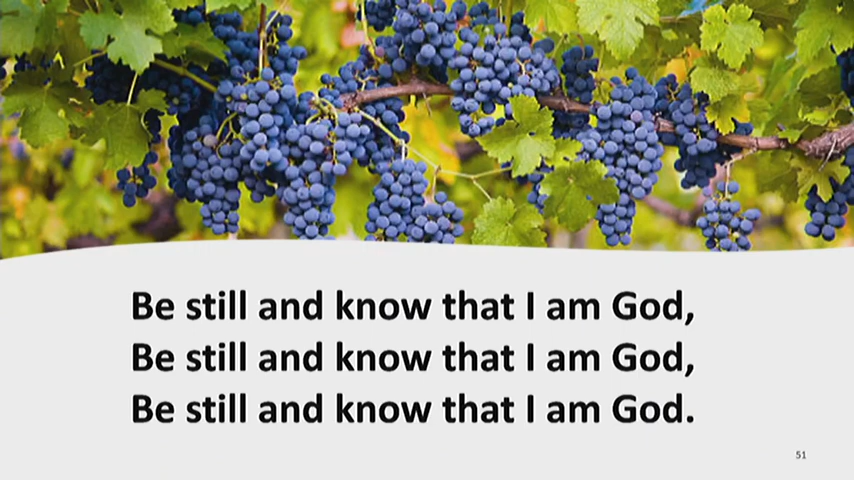 Be still and know that I am God,
Be still and know that I am God,
Be still and know that I am God.
51